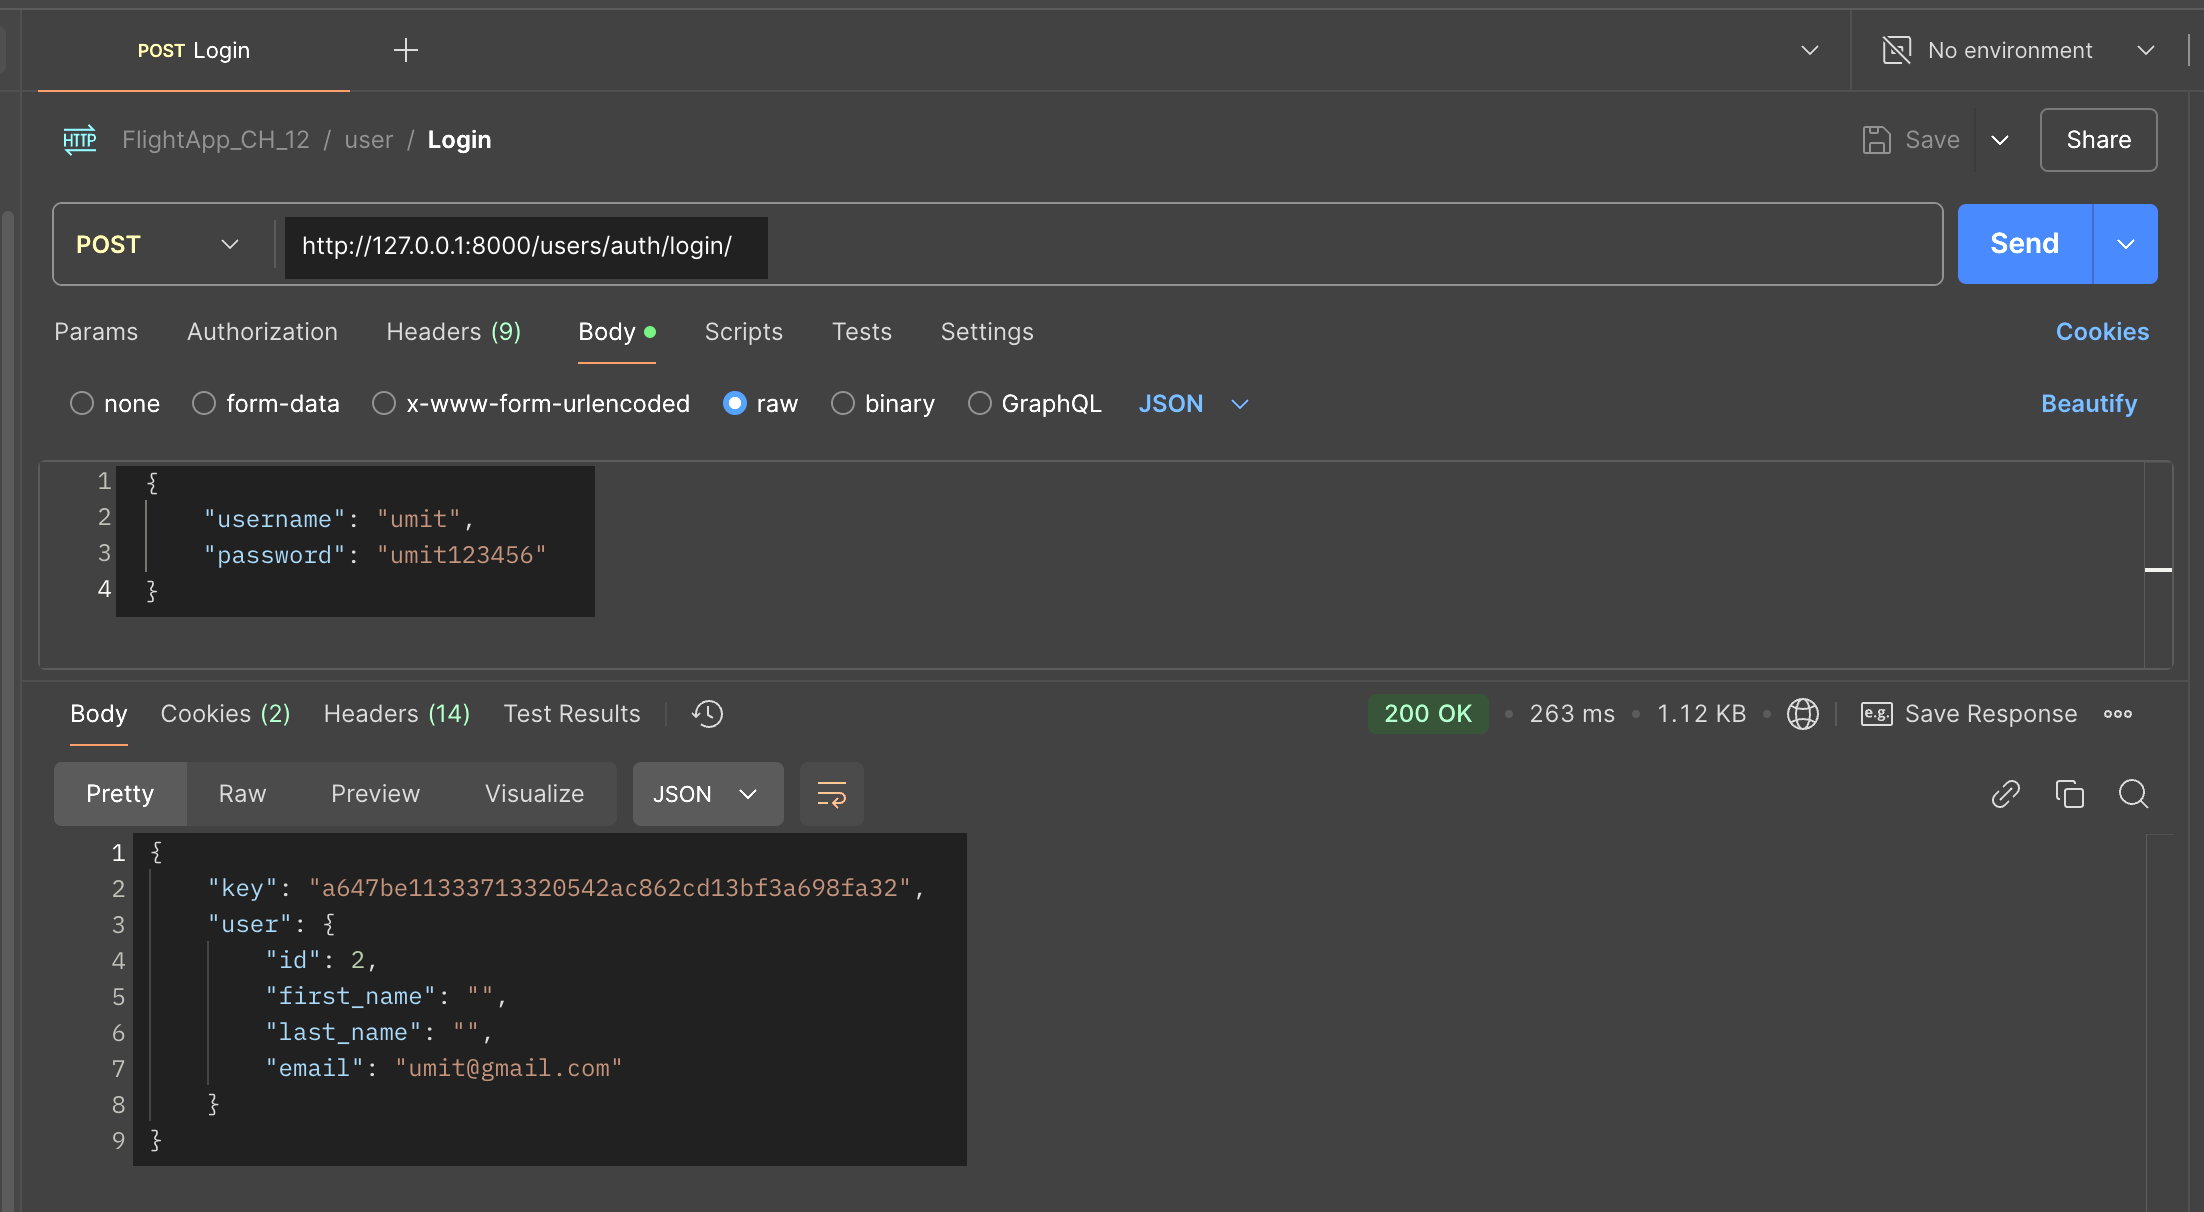 POST Login
No environment
HTTP FlightApp_CH_12 / user / Login Save Share
POST http://127.0.0.1:8000/users/auth/login/ Send
Params Authorization Headers (9) Body Scripts Tests Settings Cookies
none form-data x-www-form-urlencoded raw binary GraphQL JSON Beautify
1 {
2 "username": "umit",
3 "password": "umit123456"
4 }
Body Cookies (2) Headers (14) Test Results 200 OK 263 ms 1.12 KB e.g. Save Response
Pretty Raw Preview Visualize JSON
1 {
2 "key": "a647be11333713320542ac862cd13bf3a698fa32",
3 "user": {
4 "id": 2,
5 "first_name": "",
6 "last_name": "",
7 "email": "umit@gmail.com"
8 }
9 }